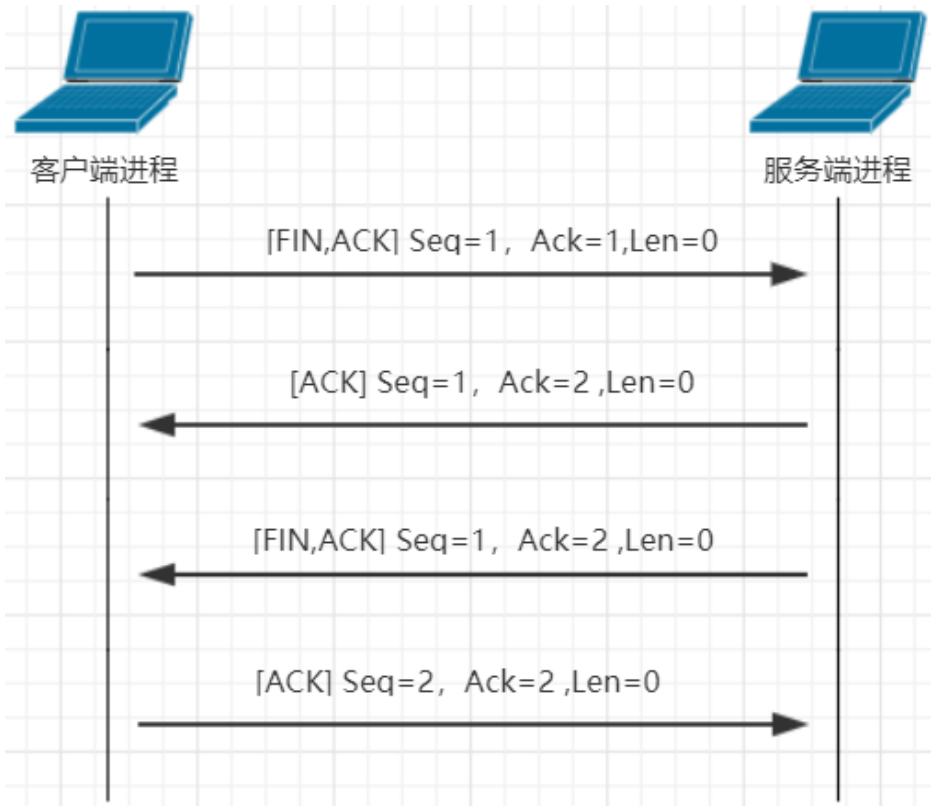 客户端进程
服务端进程
[FIN,ACK] Seq=1，Ack=1,Len=0
[ACK] Seq=1，Ack=2 ,Len=0
[FIN,ACK] Seq=1，Ack=2 ,Len=0
[ACK] Seq=2，Ack=2 ,Len=0